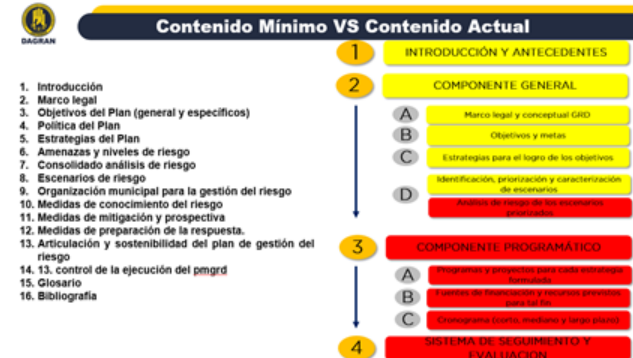 DAGRAN
Contenido Mínimo VS Contenido Actual
1. Introducción
2. Marco legal
3. Objetivos del Plan (general y específicos)
4. Política del Plan
5. Estrategias del Plan
6. Amenazas y niveles de riesgo
7. Consolidado análisis de riesgo
8. Escenarios de riesgo
9. Organización municipal para la gestión del riesgo
10. Medidas de conocimiento del riesgo
11. Medidas de mitigación y prospectiva
12. Medidas de preparación de la respuesta.
13. Articulación y sostenibilidad del plan de gestión del
riesgo
14. 13. control de la ejecución del pmgrd
15. Glosario
16. Bibliografía
1 INTRODUCCIÓN Y ANTECEDENTES
2 COMPONENTE GENERAL
A Marco legal y conceptual GRD
B Objetivos y metas
C Estrategias para el logro de los objetivos
D Identificación, priorización y caracterización
de escenarios
Análisis de riesgo de los escenarios
priorizados
3 COMPONENTE PROGRAMÁTICO
A Programas y proyectos para cada estrategia
formulada
B Fuentes de financiación y recursos previstos
para tal fin
C Cronograma (corto, mediano y largo plazo)
4 SISTEMA DE SEGUIMIENTO Y
EVALUACIÓN